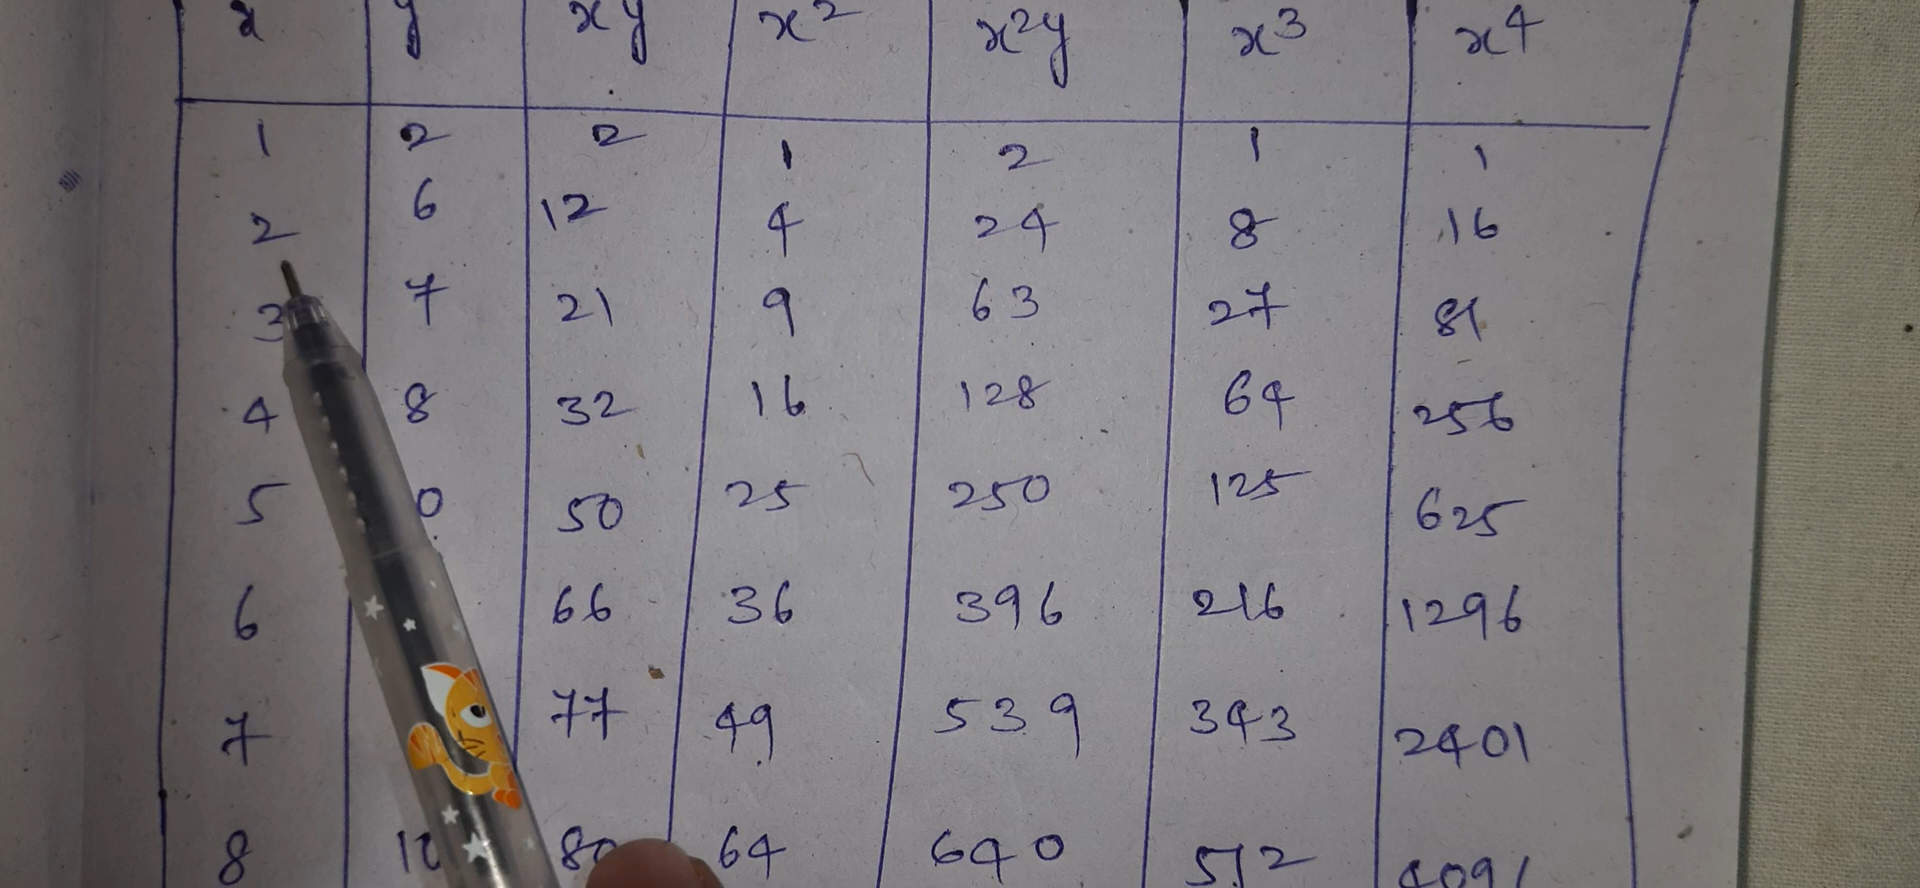 x y xy x² x²y x³ x⁴
1 2 2 1 2 1 1
2 6 12 4 24 8 16
3 7 21 9 63 27 81
4 8 32 16 128 64 256
5 0 50 25 250 125 625
6 66 36 396 216 1296
7 77 49 539 343 2401
8 64 640 512